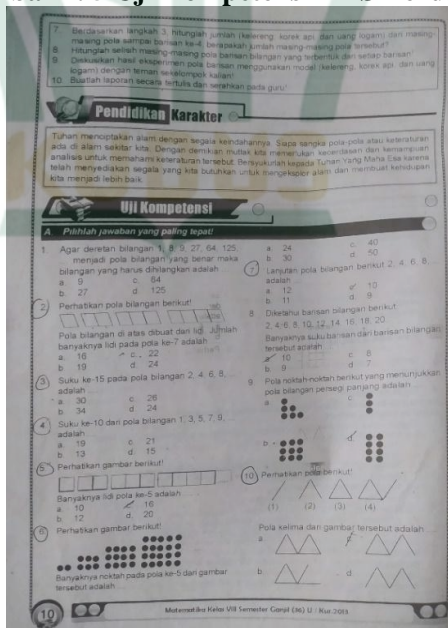 7. Berdasarkan langkah 3, hitunglah jumlah (kelereng, korek api, dan uang logam) dari masing-
masing pola sampai barisan ke-4, berapakah jumlah masing-masing pola tersebut?
8. Hitunglah selisih masing-masing pola barisan bilangan yang terbentuk dari setiap barisan!
9. Diskusikan hasil eksperimen pola barisan menggunakan model (kelereng, korek api, dan uang
logam) dengan teman sekelompok kalian!
10. Buatlah laporan secara tertulis dan serahkan pada guru!
Pendidikan Karakter
Tuhan menciptakan alam dengan segala keindahannya. Siapa sangka pola-pola atau keteraturan
ada di alam sekitar kita. Dengan demikian mutlak kita memerlukan kecerdasan dan kemampuan
analisis untuk memahami keteraturan tersebut. Bersyukurlah kepada Tuhan Yang Maha Esa karena
telah menyediakan segala yang kita butuhkan untuk mengeksplor alam dan membuat kehidupan
kita menjadi lebih baik.
Uji Kompetensi
A. Pilihlah jawaban yang paling tepat!
1. Agar deretan bilangan 1, 8, 9, 27, 64, 125,
menjadi pola bilangan yang benar maka
bilangan yang harus dihilangkan adalah
a. 9 c. 64
b. 27 d. 125
2. Perhatikan pola bilangan berikut!
Pola bilangan di atas dibuat dari lidi. Jumlah
banyaknya lidi pada pola ke-7 adalah
a. 16 c. 22
b. 19 d. 24
3. Suku ke-15 pada pola bilangan 2, 4, 6, 8, ...
adalah
a. 30 c. 26
b. 34 d. 24
4. Suku ke-10 dari pola bilangan 1, 3, 5, 7, 9, ...
adalah
a. 19 c. 21
b. 13 d. 15
5. Perhatikan gambar berikut!
Banyaknya lidi pola ke-5 adalah
a. 10 c. 16
b. 12 d. 20
6. Perhatikan gambar berikut!
Banyaknya noktah pada pola ke-5 dari gambar
tersebut adalah
a. 24 c. 40
b. 30 d. 50
7. Lanjutan pola bilangan berikut 2, 4, 6, 8,
adalah
a. 12 c. 10
b. 11 d. 9
8. Diketahui barisan bilangan berikut
2, 4, 6, 8, 10, 12, 14, 16, 18, 20
Banyaknya suku barisan dari barisan bilangan
tersebut adalah
a. 10 c. 8
b. 9 d. 7
9. Pola noktah-noktah berikut yang menunjukkan
pola bilangan persegi panjang adalah ...
a. c.
b. d.
10. Perhatikan pola berikut!
(1) (2) (3) (4)
Pola kelima dari gambar tersebut adalah
a. c.
b. d.
10
Matematika Kelas VIII Semester Ganjil (36) U / Kur.2013